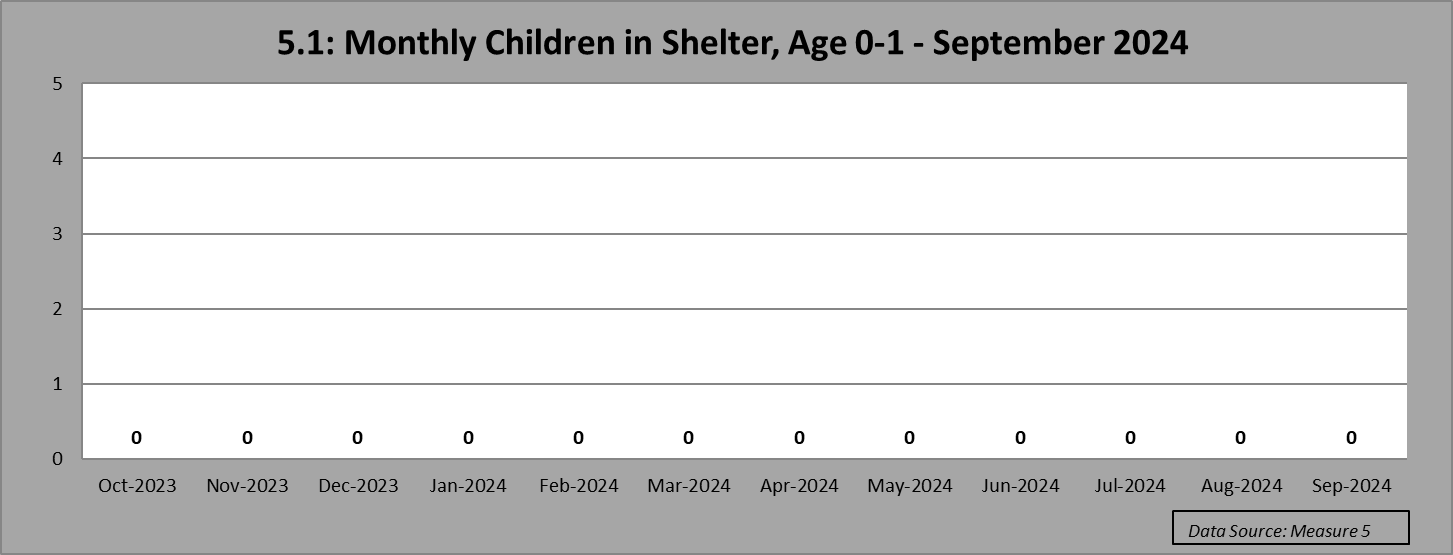 5.1: Monthly Children in Shelter, Age 0-1 - September 2024
5
4
3
2
1
0 0 0 0 0 0 0 0 0 0 0 0
0
Oct-2023 Nov-2023 Dec-2023 Jan-2024 Feb-2024 Mar-2024 Apr-2024 May-2024 Jun-2024 Jul-2024 Aug-2024 Sep-2024
Data Source: Measure 5